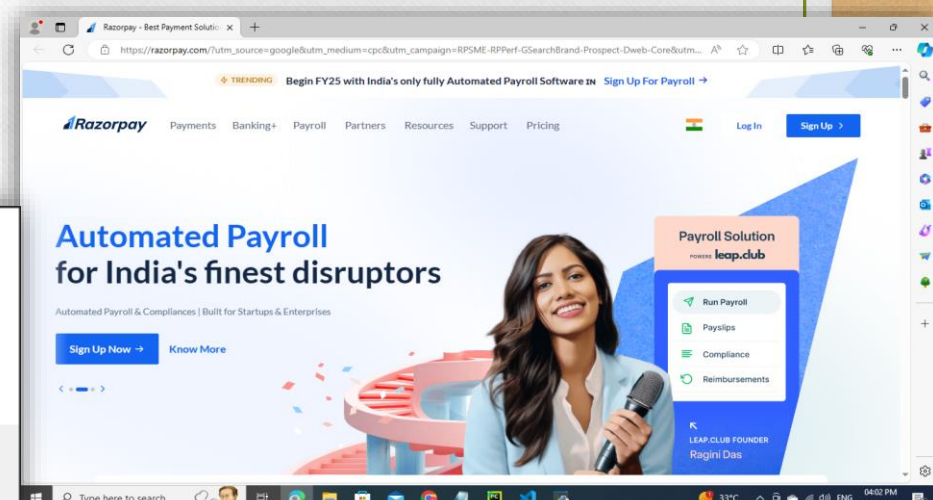 Razorpay - Best Payment Solutio
https://razorpay.com/?utm_source=google&utm_medium=cpc&utm_campaign=RPSME-RPPerf-GSearchBrand-Prospect-Dweb-Core&utm...
TRENDING Begin FY25 with India's only fully Automated Payroll Software IN Sign Up For Payroll →
Razorpay Payments Banking+ Payroll Partners Resources Support Pricing Log In Sign Up >
Automated Payroll
for India's finest disruptors
Automated Payroll & Compliances | Built for Startups & Enterprises
Sign Up Now → Know More
Payroll Solution
POWERS leap.club
Run Payroll
Payslips
Compliance
Reimbursements
LEAP.CLUB FOUNDER
Ragini Das
Type here to search
33°C ENG 04:02 PM